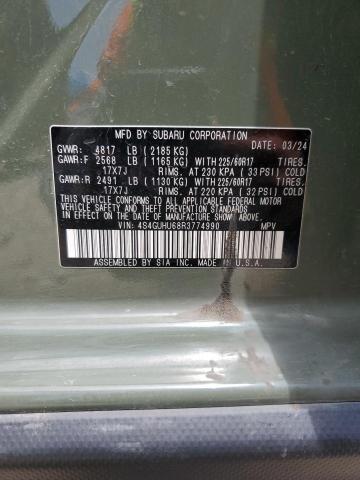 MFD BY SUBARU CORPORATION
GVWR: 4817 LB (2185 KG) DATE: 03/24
GAWR:F 2568 LB (1165 KG) WITH 225/60R17 TIRES,
17X7J RIMS, AT 230 KPA (33 PSI) COLD
GAWR:R 2491 LB (1130 KG) WITH 225/60R17 TIRES,
17X7J RIMS, AT 220 KPA (32 PSI) COLD
THIS VEHICLE CONFORMS TO ALL APPLICABLE FEDERAL MOTOR
VEHICLE SAFETY AND THEFT PREVENTION STANDARDS IN
EFFECT ON THE DATE OF MANUFACTURE SHOWN ABOVE.
VIN: 4S4GUHU68R3774990 MPV
ASSEMBLED BY SIA INC. MADE IN U.S.A.